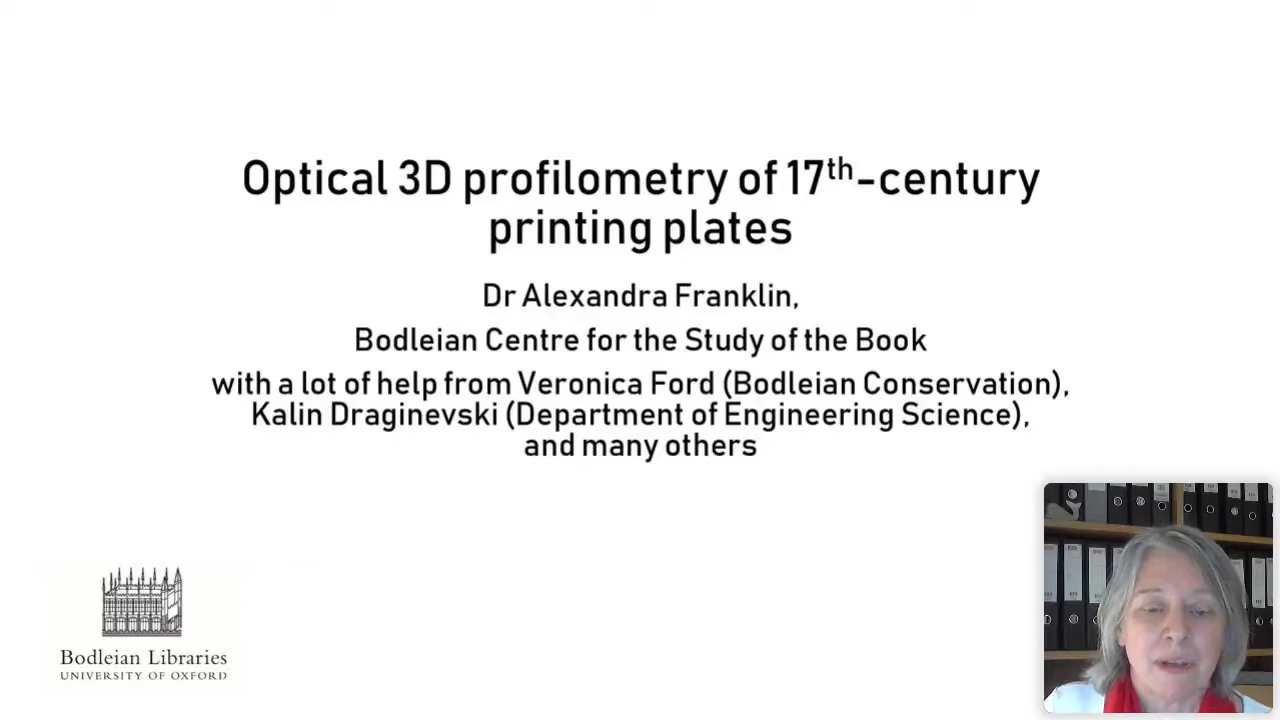 Optical 3D profilometry of 17th-century
printing plates
Dr Alexandra Franklin,
Bodleian Centre for the Study of the Book
with a lot of help from Veronica Ford (Bodleian Conservation),
Kalin Draginevski (Department of Engineering Science),
and many others
Bodleian Libraries
UNIVERSITY OF OXFORD